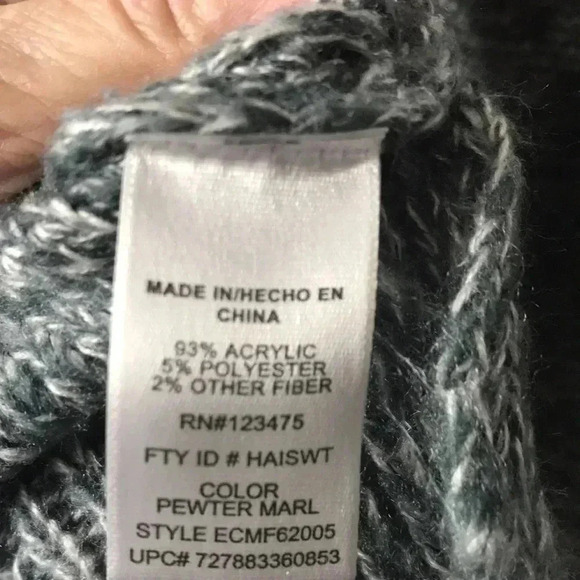 MADE IN/HECHO EN
CHINA
93% ACRYLIC
5% POLYESTER
2% OTHER FIBER
RN#123475
FTY ID # HAISWT
COLOR
PEWTER MARL
STYLE ECMF62005
UPC# 727883360853